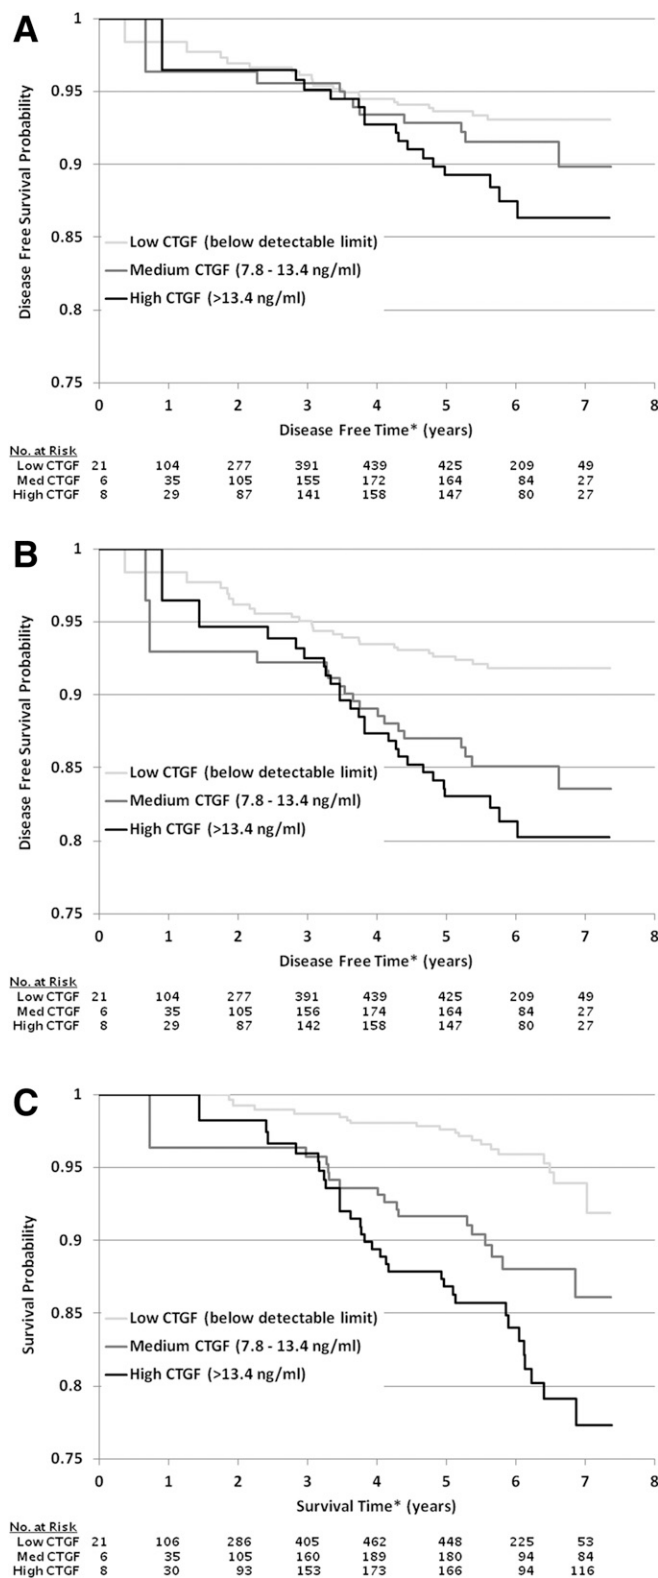 A
1
0.95
0.9
0.85
0.8
0.75
Disease Free Survival Probability
Low CTGF (below detectable limit)
Medium CTGF (7.8 - 13.4 ng/ml)
High CTGF (>13.4 ng/ml)
0 1 2 3 4 5 6 7 8
Disease Free Time* (years)
No. at Risk
Low CTGF 21 104 277 391 439 425 209 49
Med CTGF 6 35 105 155 172 164 84 27
High CTGF 8 29 87 141 158 147 80 27
B
1
0.95
0.9
0.85
0.8
0.75
Disease Free Survival Probability
Low CTGF (below detectable limit)
Medium CTGF (7.8 - 13.4 ng/ml)
High CTGF (>13.4 ng/ml)
0 1 2 3 4 5 6 7 8
Disease Free Time* (years)
No. at Risk
Low CTGF 21 104 277 391 439 425 209 49
Med CTGF 6 35 105 156 174 164 84 27
High CTGF 8 29 87 142 158 147 80 27
C
1
0.95
0.9
0.85
0.8
0.75
Survival Probability
Low CTGF (below detectable limit)
Medium CTGF (7.8 - 13.4 ng/ml)
High CTGF (>13.4 ng/ml)
0 1 2 3 4 5 6 7 8
Survival Time* (years)
No. at Risk
Low CTGF 21 106 286 405 462 448 225 53
Med CTGF 6 35 105 160 189 180 94 84
High CTGF 8 30 93 153 173 166 94 116